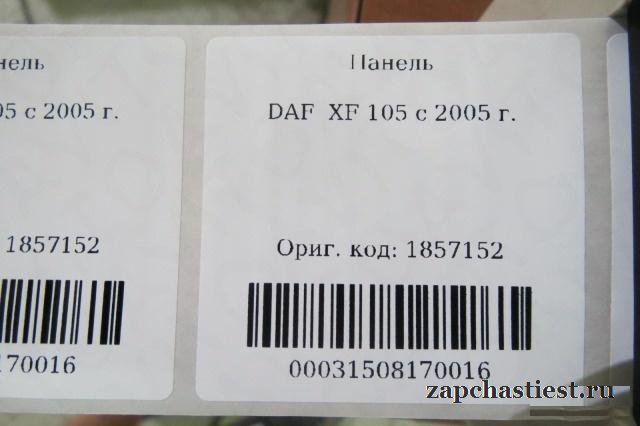 нель
05 с 2005 г.
1857152
170016
Панель
DAF XF 105 с 2005 г.
Ориг. код: 1857152
00031508170016
zapchastiest.ru